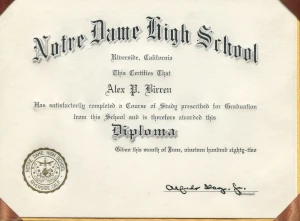 Notre Dame High School
Riverside, California
This Certifies That
Alex P. Birren
Has satisfactorily completed a Course of Study prescribed for Graduation
from this School and is therefore awarded this
Diploma
Given this month of June, nineteen hundred eighty-two